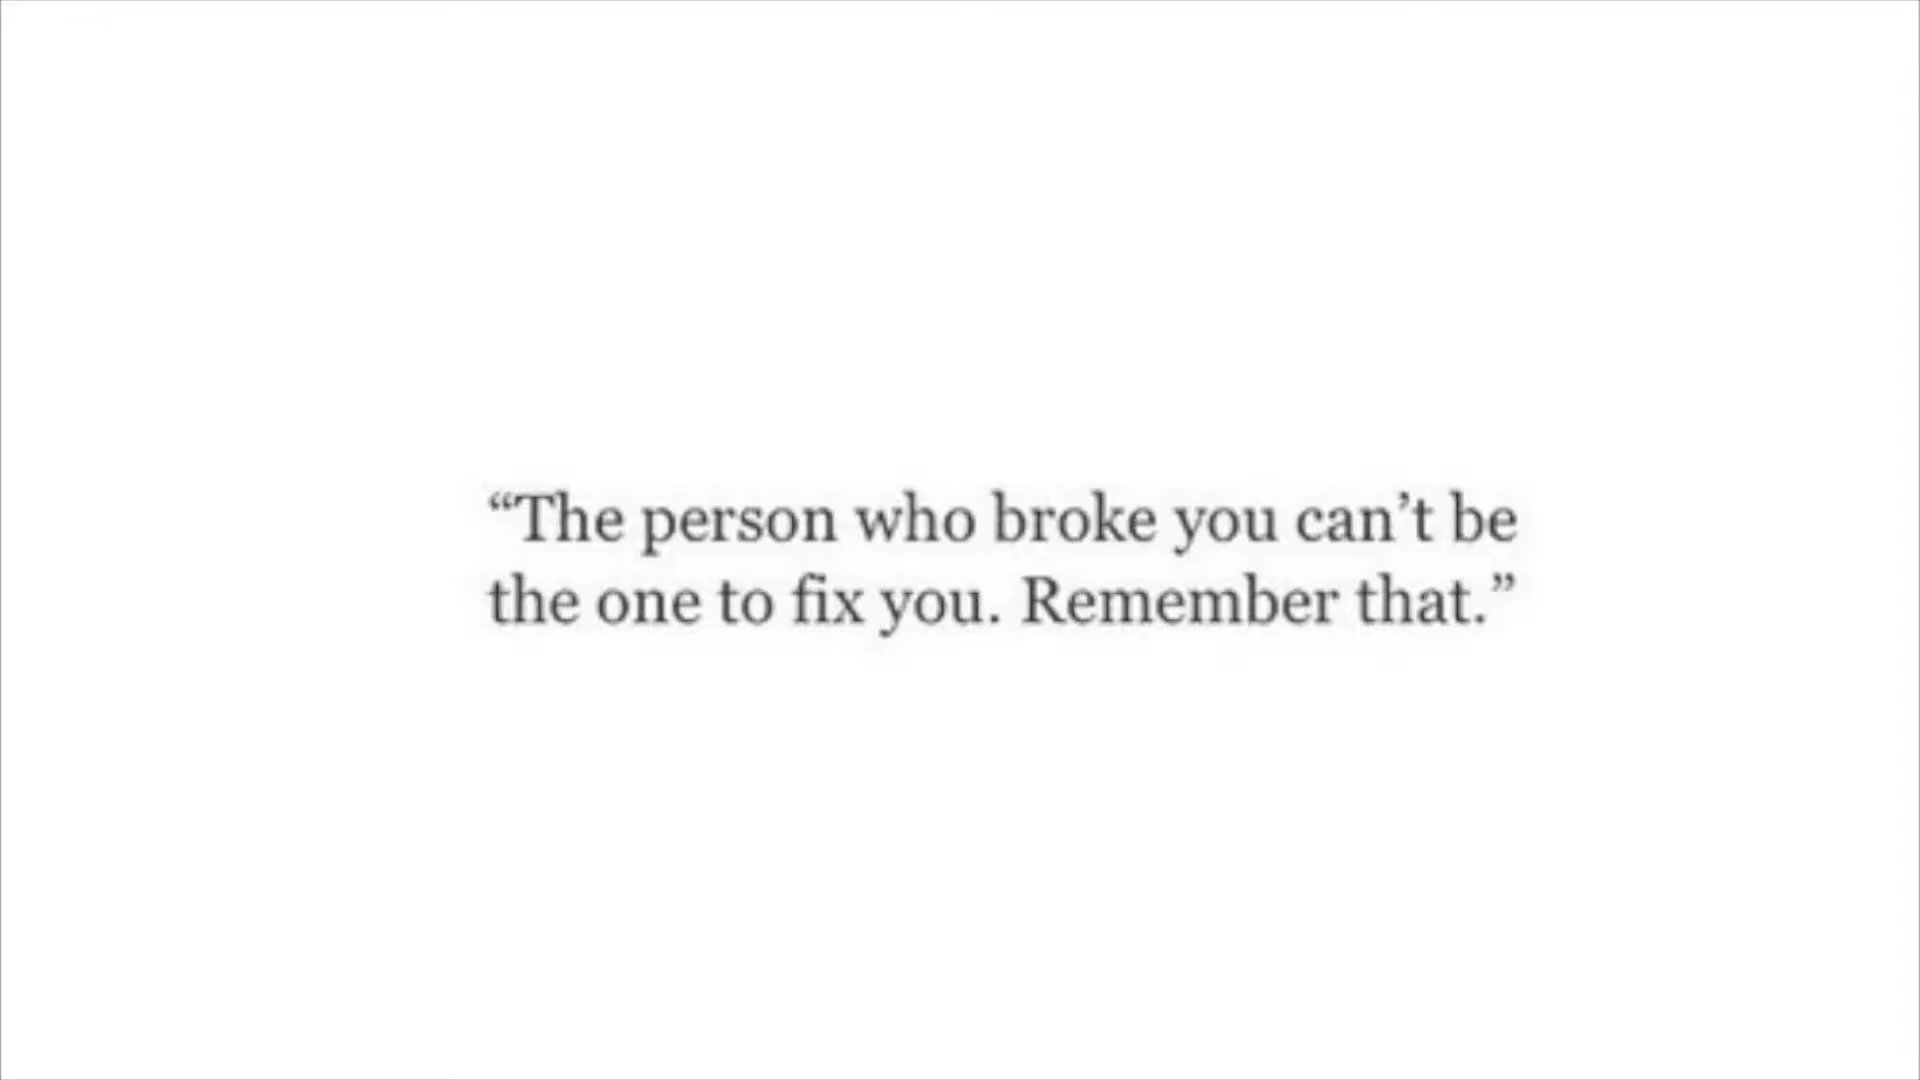 “The person who broke you can’t be
the one to fix you. Remember that.”